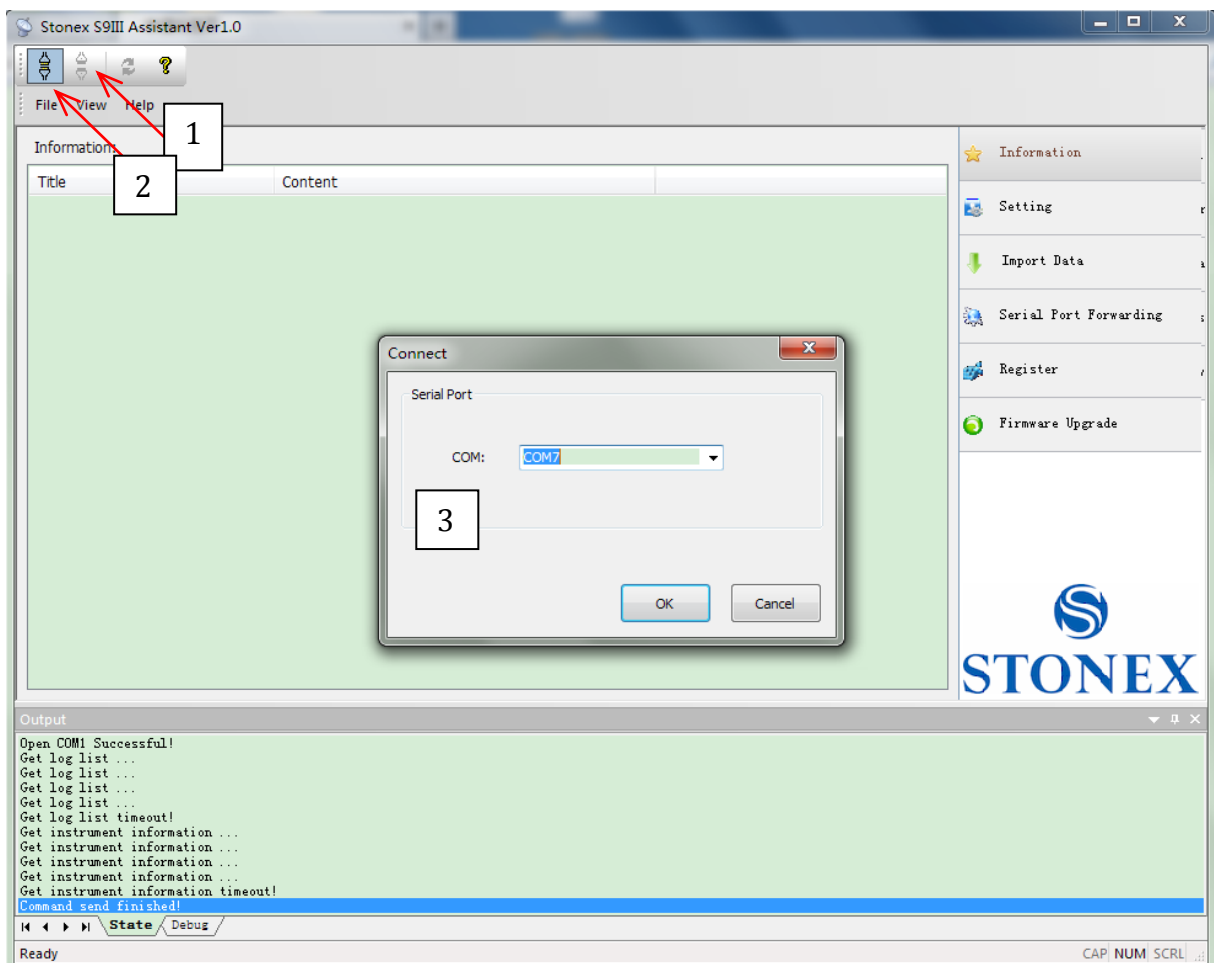 Stonex S9III Assistant Ver1.0
File View Help
1
2
Information:
Title Content
Information
Setting
Import Data
Serial Port Forwarding
Register
Firmware Upgrade
Connect
Serial Port
COM: COM7
3
OK Cancel
STONEX
Output
Open COM1 Successful!
Get log list ...
Get log list ...
Get log list ...
Get log list ...
Get log list timeout!
Get instrument information ...
Get instrument information ...
Get instrument information ...
Get instrument information ...
Get instrument information timeout!
Command send finished!
State Debug
Ready CAP NUM SCRL